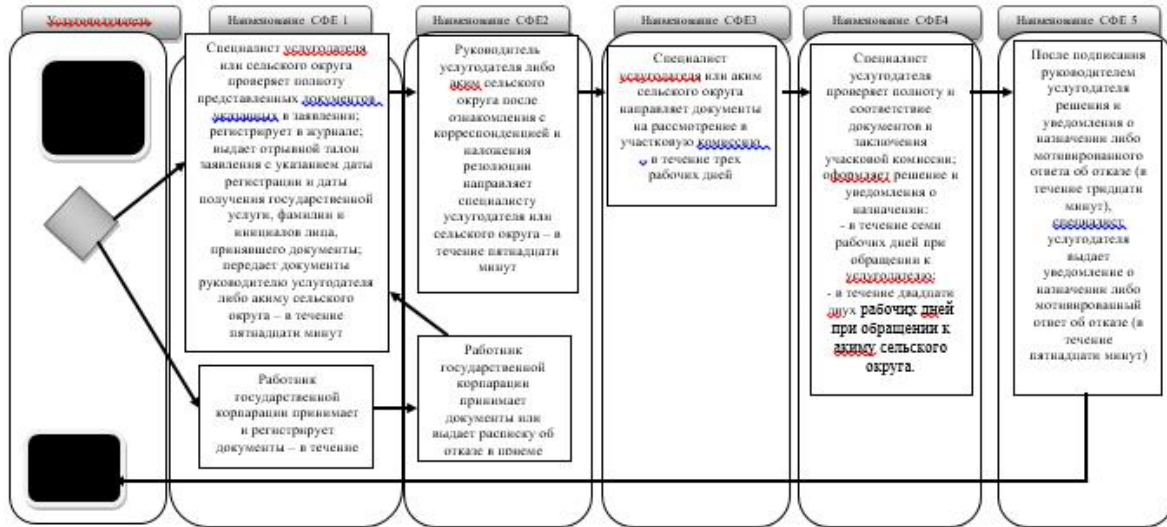 Услугополучатель
Наименование СФЕ 1
Наименование СФЕ2
Наименование СФЕ3
Наименование СФЕ4
Наименование СФЕ 5
Специалист услугодателя
или сельского округа
проверяет полноту
представленных документов,
указанных в заявлении;
регистрирует в журнале;
выдает отрывной талон
заявления с указанием даты
регистрации и даты
получения государственной
услуги, фамилии и
инициалов лица,
принявшего документы;
передает документы
руководителю услугодателя
либо акиму сельского
округа – в течение
пятнадцати минут
Работник
государственной
корпарации принимает
и регистрирует
документы – в течение
Руководитель
услугодателя либо
аким сельского
округа после
ознакомления с
корреспонденцией и
наложения
резолюции
направляет
специалисту
услугодателя или
сельского округа – в
течение пятнадцати
минут
Работник
государственной
корпарации
принимает
документы или
выдает расписку об
отказе в приеме
Специалист
услугодателя или аким
сельского округа
направляет документы
на рассмотрение в
участковую комиссию
, в течение трех
рабочих дней
Специалист
услугодателя
проверяет полноту и
соответствие
документов и
заключения
учасковой комиссии;
оформляет решение и
уведомления о
назначении:
- в течение семи
рабочих дней при
обращении к
услугодателю;
- в течение двадцати
двух рабочих дней
при обращении к
акиму сельского
округа.
После подписания
руководителем
услугодателя
решения и
уведомления о
назначении либо
мотивированного
ответа об отказе (в
течение тридцати
минут),
специалист
услугодателя
выдает
уведомление о
назначении либо
мотивированный
ответ об отказе (в
течение
пятнадцати минут)